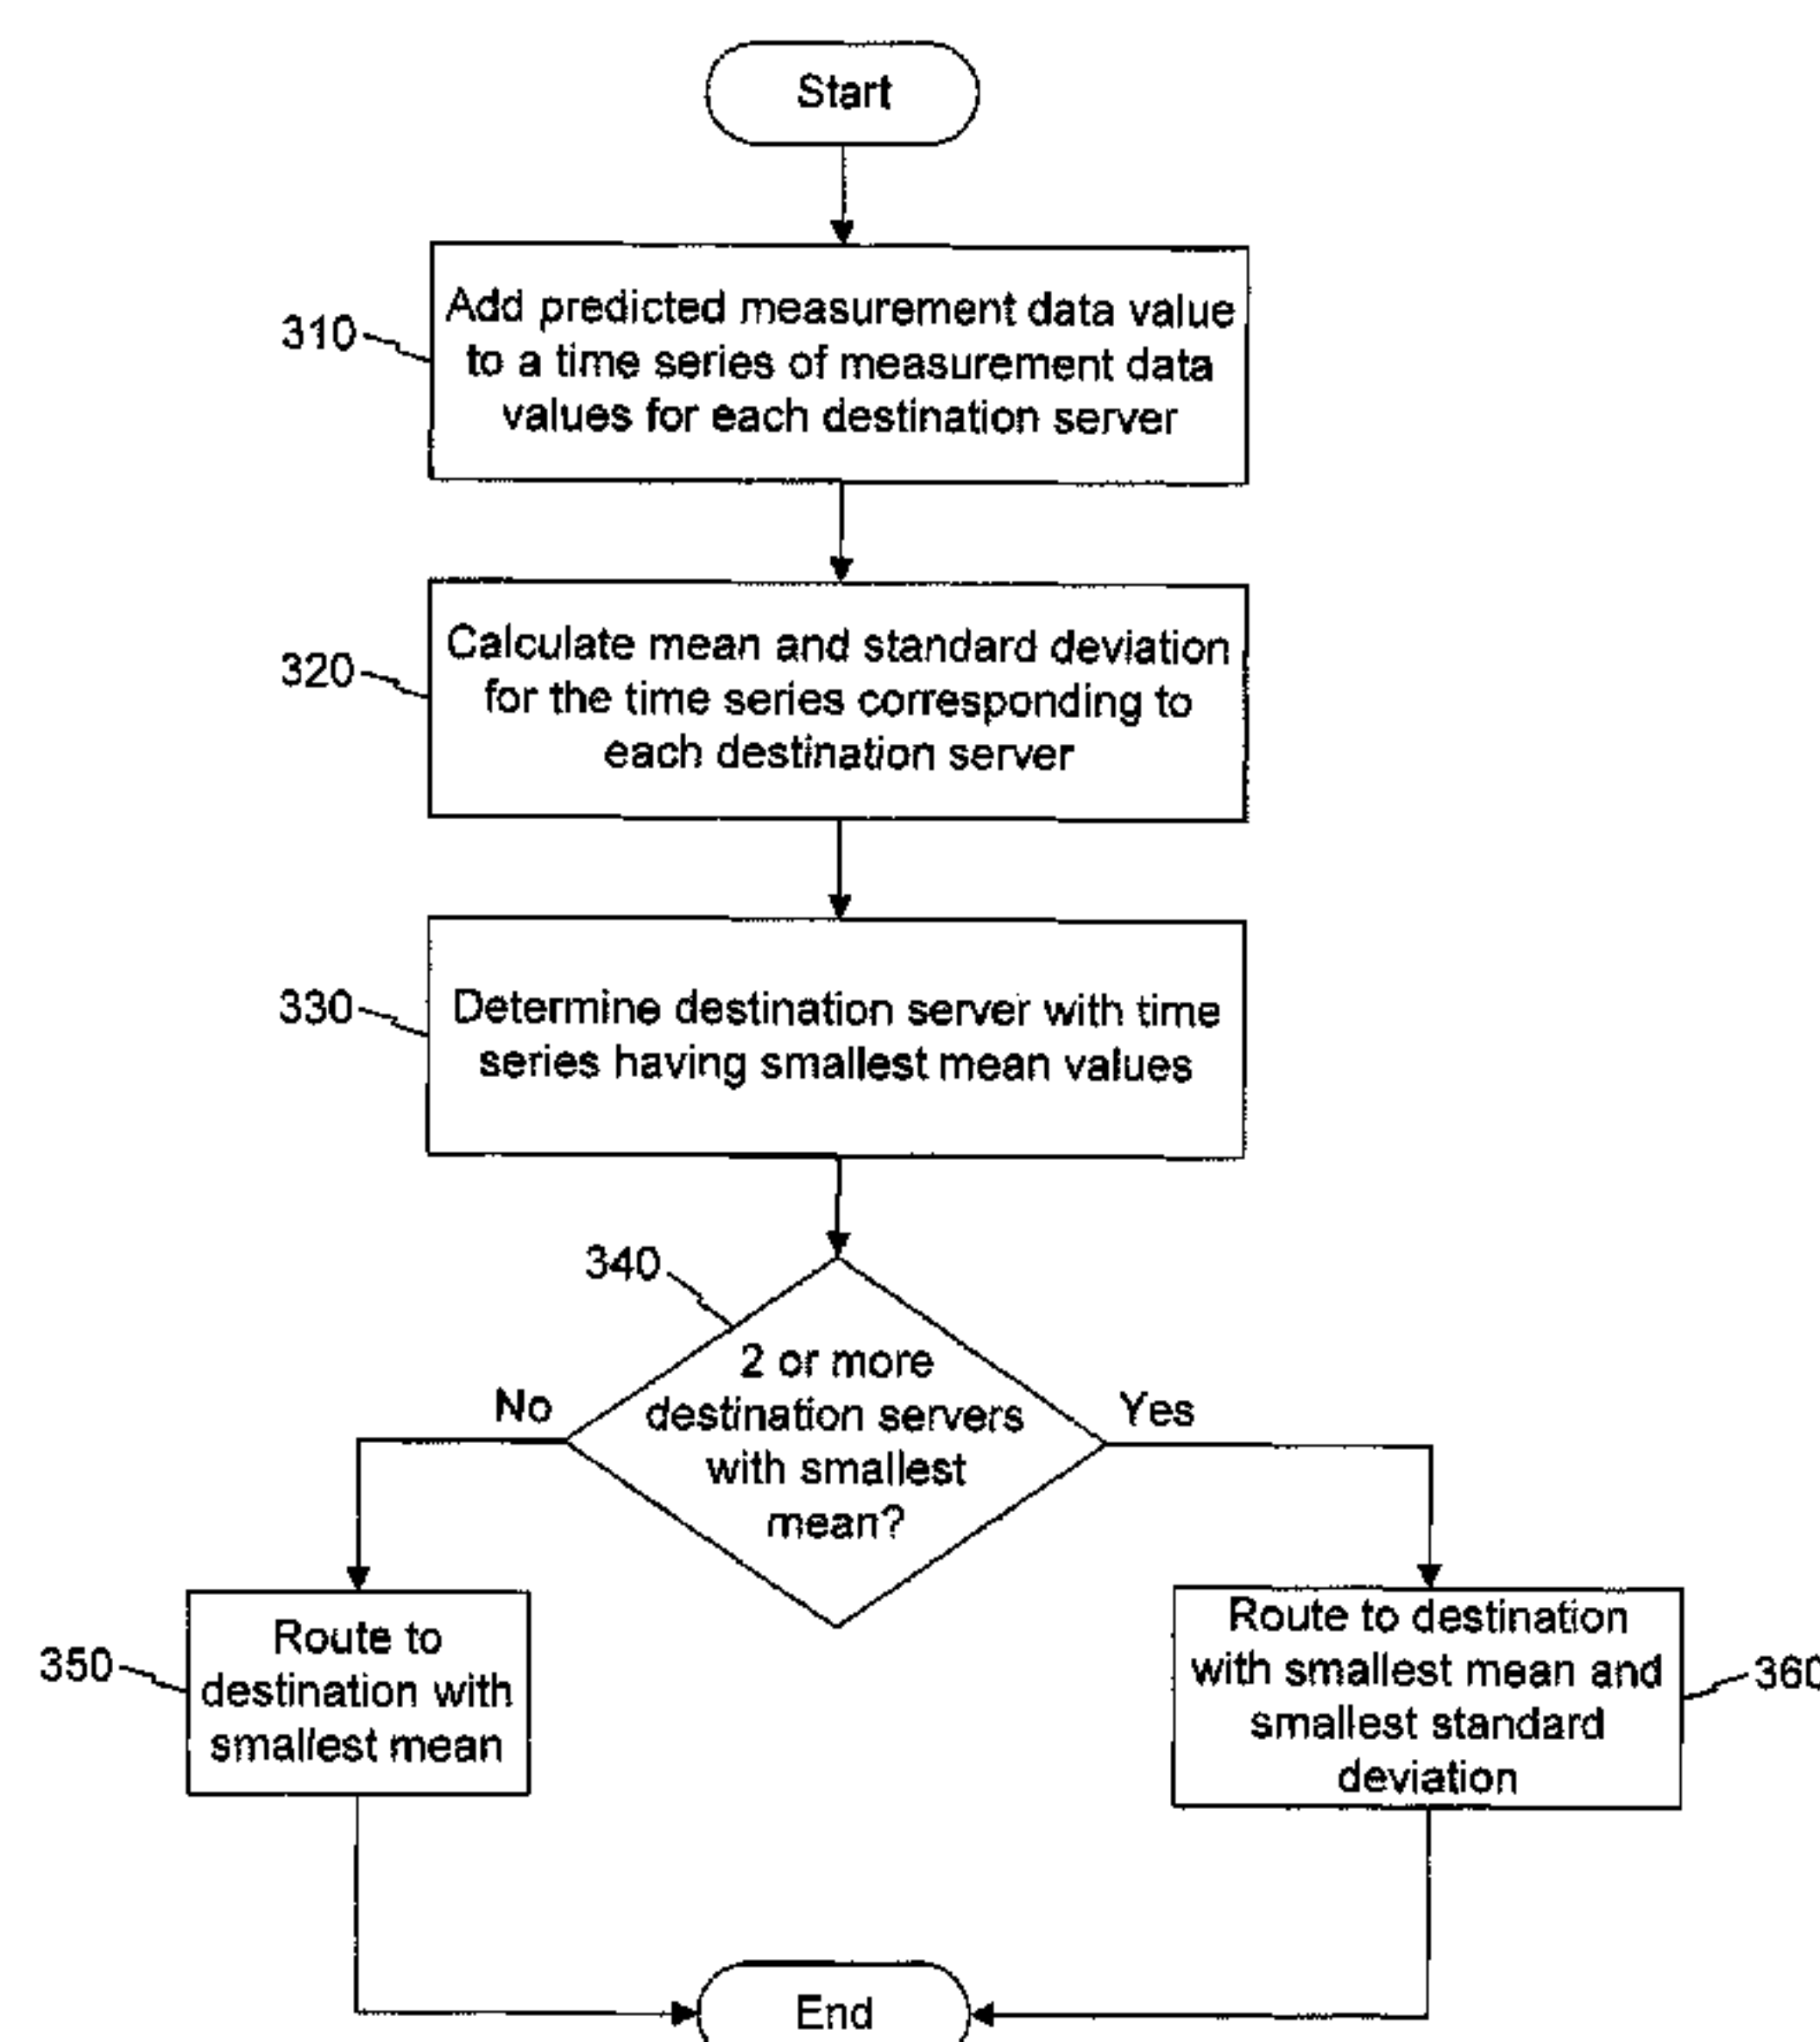 Start
310
Add predicted measurement data value
to a time series of measurement data
values for each destination server
320
Calculate mean and standard deviation
for the time series corresponding to
each destination server
330
Determine destination server with time
series having smallest mean values
340
2 or more
destination servers
with smallest
mean?
No
Yes
350
Route to
destination with
smallest mean
Route to destination
with smallest mean and
smallest standard
deviation
360
End